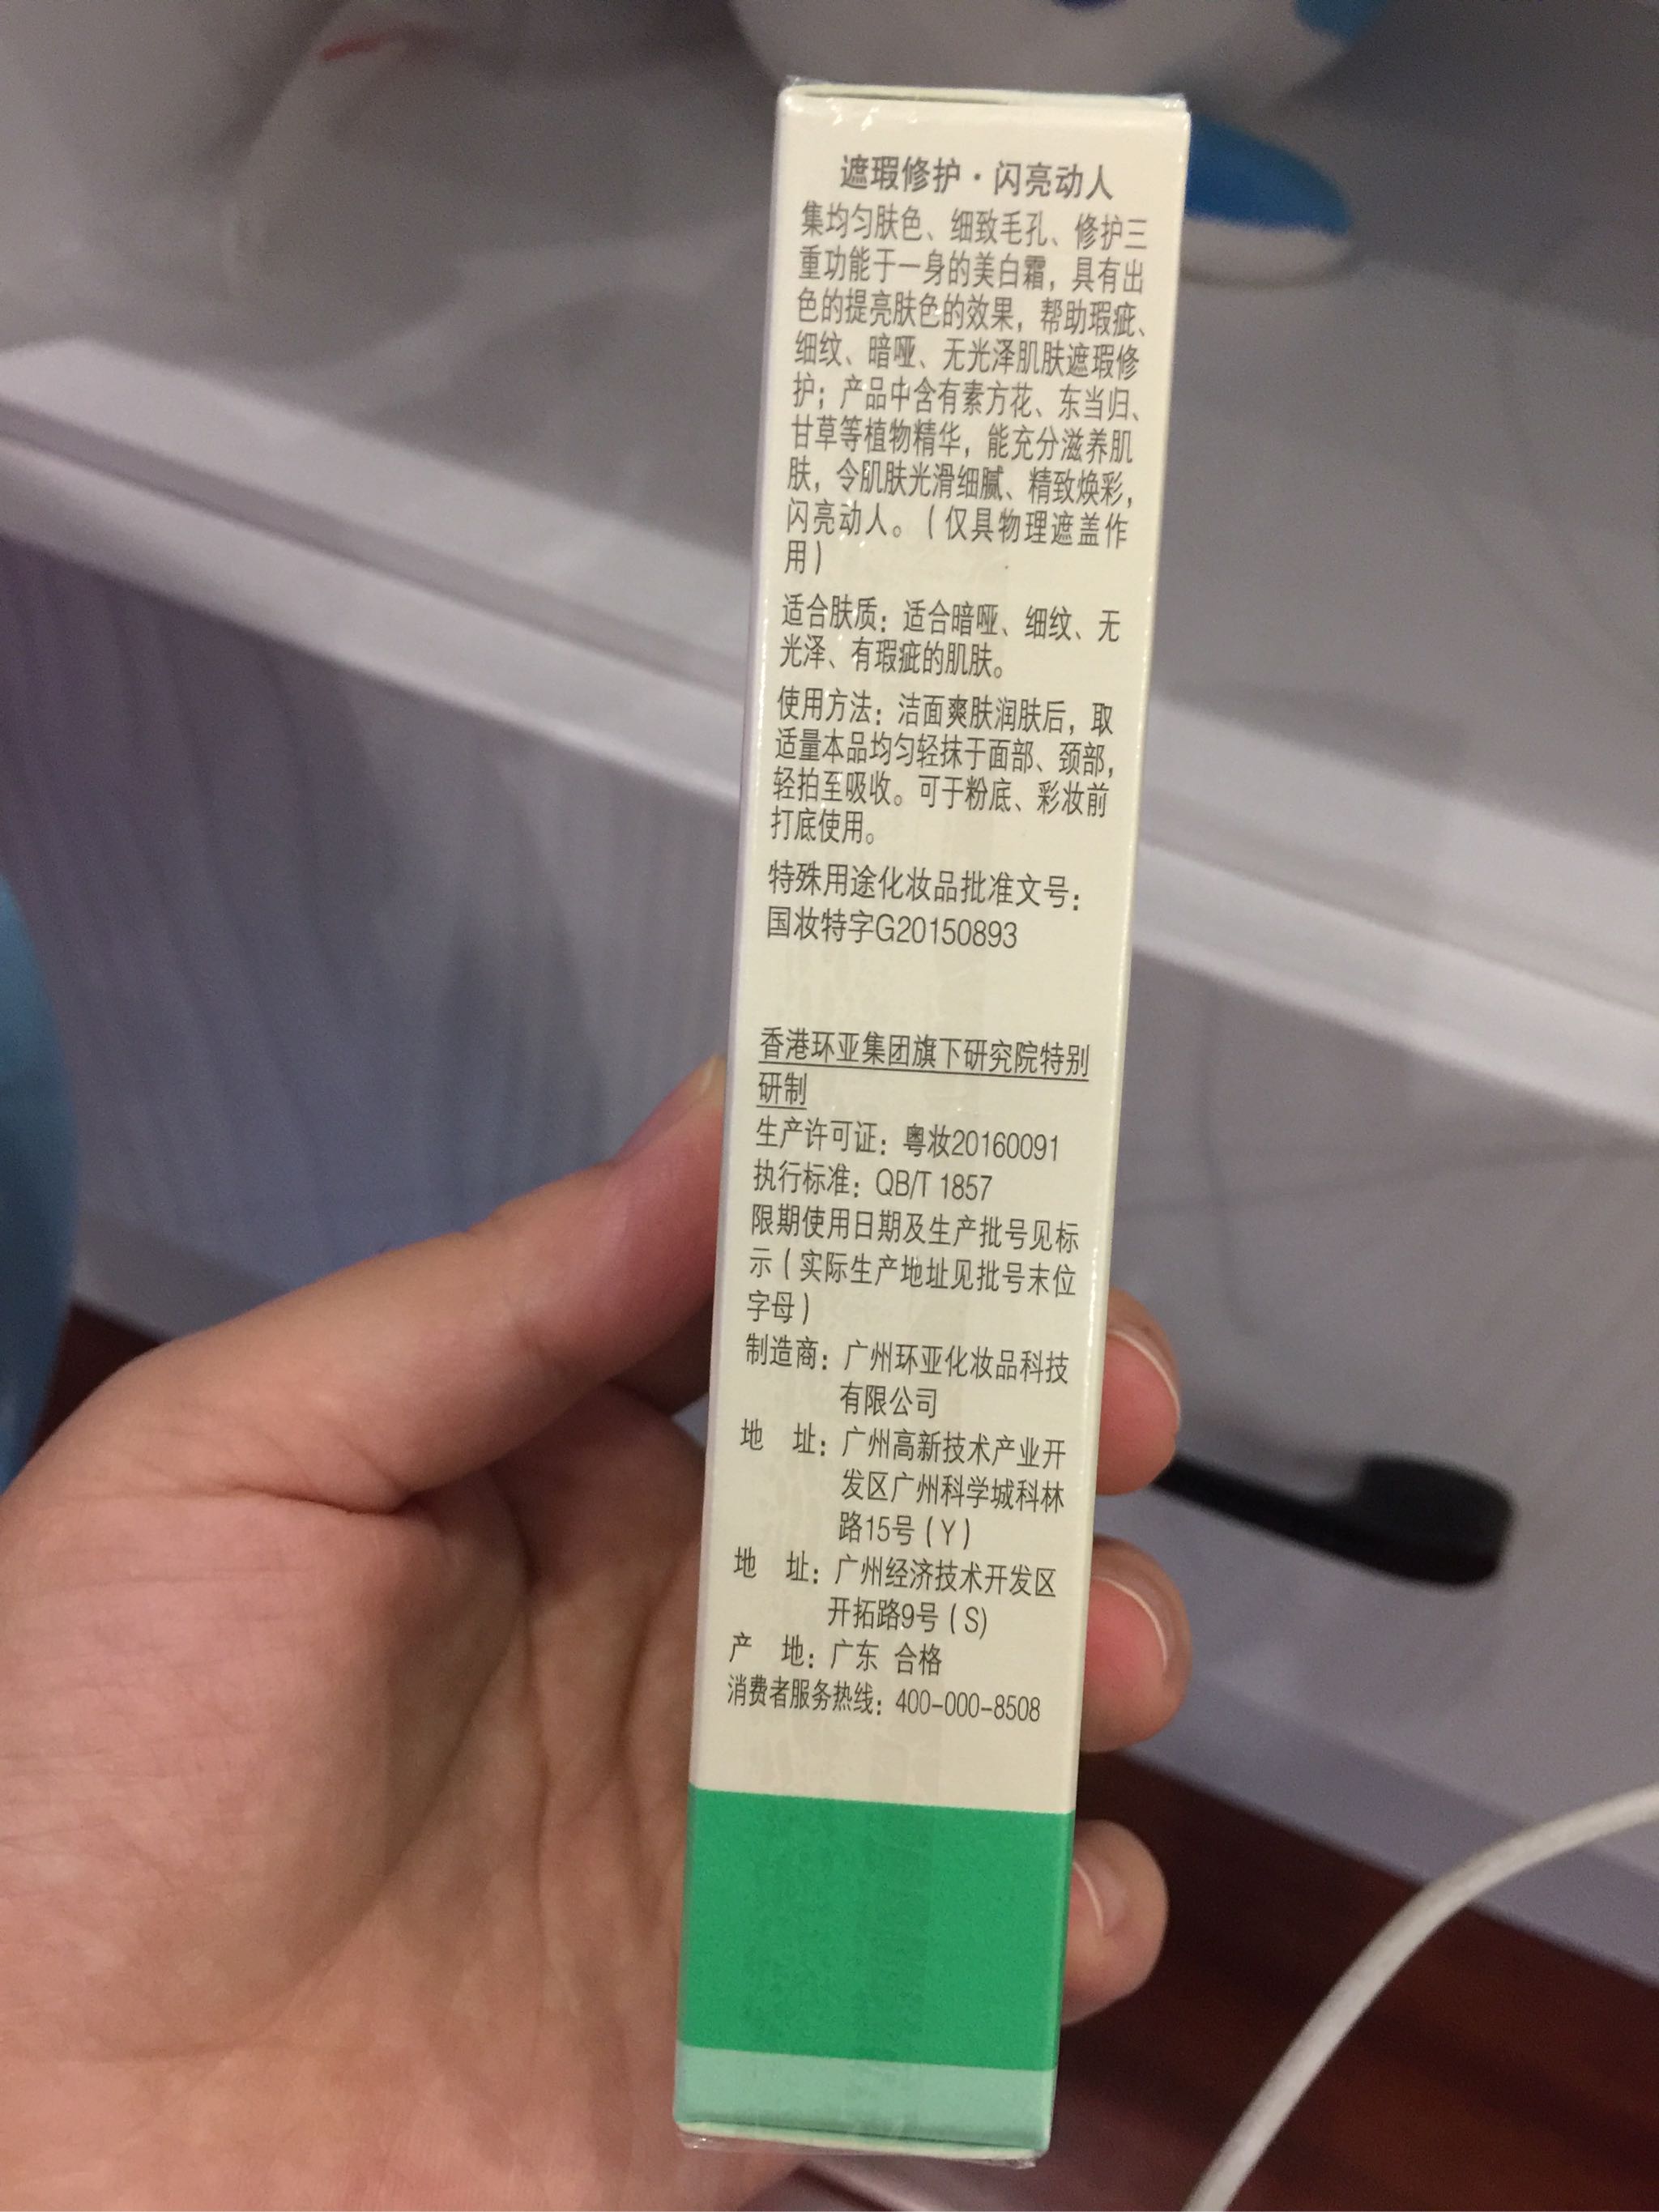 遮瑕修护·闪亮动人
集均匀肤色、细致毛孔、修护三
重功能于一身的美白霜，具有出
色的提亮肤色的效果，帮助瑕疵、
细纹、暗哑、无光泽肌肤遮瑕修
护；产品中含有素方花、东当归、
甘草等植物精华，能充分滋养肌
肤，令肌肤光滑细腻、精致焕彩，
闪亮动人。(仅具物理遮盖作
用)
适合肤质：适合暗哑、细纹、无
光泽、有瑕疵的肌肤。
使用方法：洁面爽肤润肤后，取
适量本品均匀轻抹于面部、颈部，
轻拍至吸收。可于粉底、彩妆前
打底使用。
特殊用途化妆品批准文号：
国妆特字G20150893
香港环亚集团旗下研究院特别
研制
生产许可证：粤妆20160091
执行标准：QB/T 1857
限期使用日期及生产批号见标
示(实际生产地址见批号末位
字母)
制造商：广州环亚化妆品科技
有限公司
地 址：广州高新技术产业开
发区广州科学城科林
路15号(Y)
地 址：广州经济技术开发区
开拓路9号(S)
产 地：广东 合格
消费者服务热线：400-000-8508